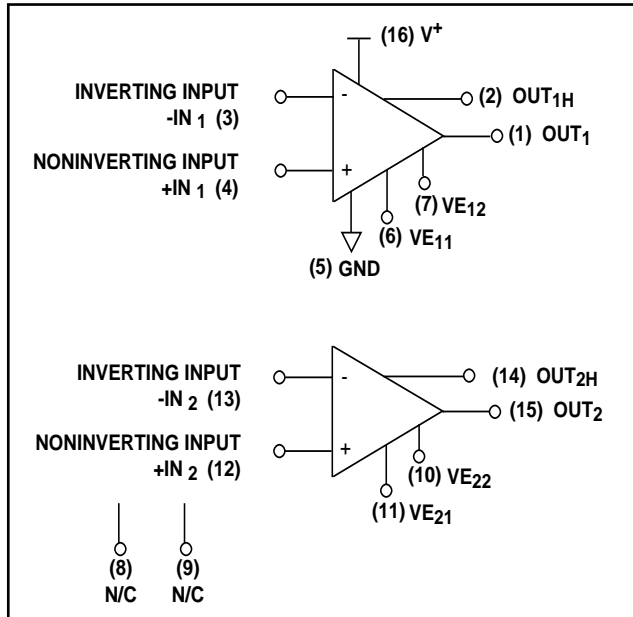 (16) V+
INVERTING INPUT
-IN 1 (3)
-
(2) OUT1H
(1) OUT1
NONINVERTING INPUT
+IN 1 (4)
+
(7) VE12
(6) VE11
(5) GND
INVERTING INPUT
-IN 2 (13)
-
(14) OUT2H
(15) OUT2
NONINVERTING INPUT
+IN 2 (12)
+
(10) VE22
(11) VE21
(8) (9)
N/C N/C